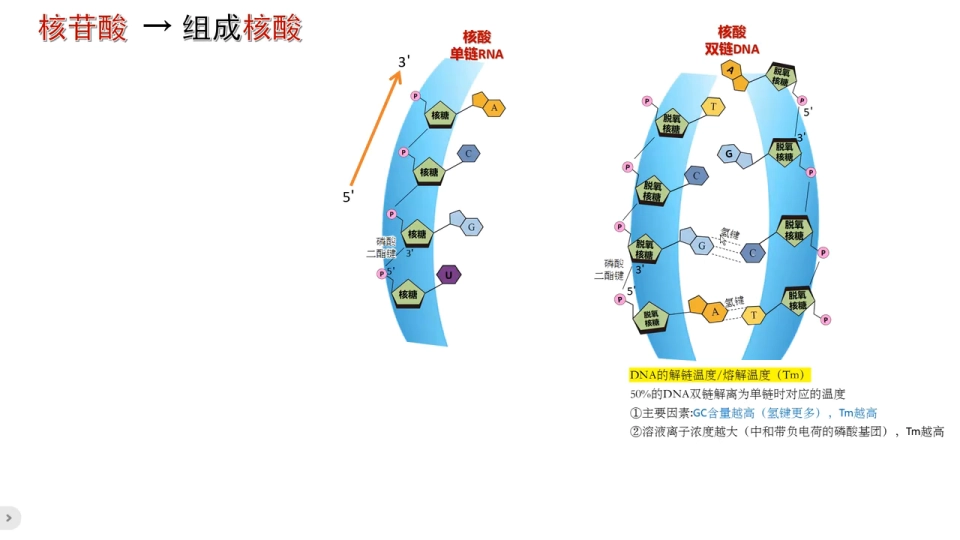 核苷酸 → 组成核酸
核酸
单链RNA
3'
5'
P
核糖
A
P
核糖
C
P
核糖
G
磷酸
二酯键
3'
P
5'
核糖
U
核酸
双链DNA
A
脱氧
核糖
P
5'
P
脱氧
核糖
T
3'
G
脱氧
核糖
P
P
脱氧
核糖
C
P
脱氧
核糖
G
氢键
C
脱氧
核糖
P
磷酸
二酯键
3'
5'
P
脱氧
核糖
A
氢键
T
脱氧
核糖
P
DNA的解链温度/熔解温度（Tm）
50%的DNA双链解离为单链时对应的温度
①主要因素:GC含量越高（氢键更多），Tm越高
②溶液离子浓度越大（中和带负电荷的磷酸基团），Tm越高